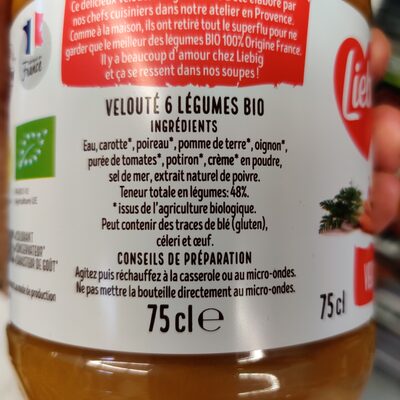 Ce délicieux velouté
élaboré par
nos chefs cuisiniers dans notre atelier en Provence.
Comme à la maison, ils ont retiré tout le superflu pour ne
garder que le meilleur des légumes BIO 100% Origine France.
Il y a beaucoup d'amour chez Liebig
et ça se ressent dans nos soupes !
France
Liebig
VELOUTÉ 6 LÉGUMES BIO
INGRÉDIENTS
Eau, carotte*, poireau*, pomme de terre*, oignon*,
purée de tomates*, potiron*, crème* en poudre,
sel de mer, extrait naturel de poivre.
Teneur totale en légumes: 48%.
* issus de l'agriculture biologique.
Peut contenir des traces de blé (gluten),
céleri et œuf.
CONSEILS DE PRÉPARATION
Agitez puis réchauffez à la casserole ou au micro-ondes.
Ne pas mettre la bouteille directement au micro-ondes.
75 cl e
75 cl
DE GOÛT*
de production